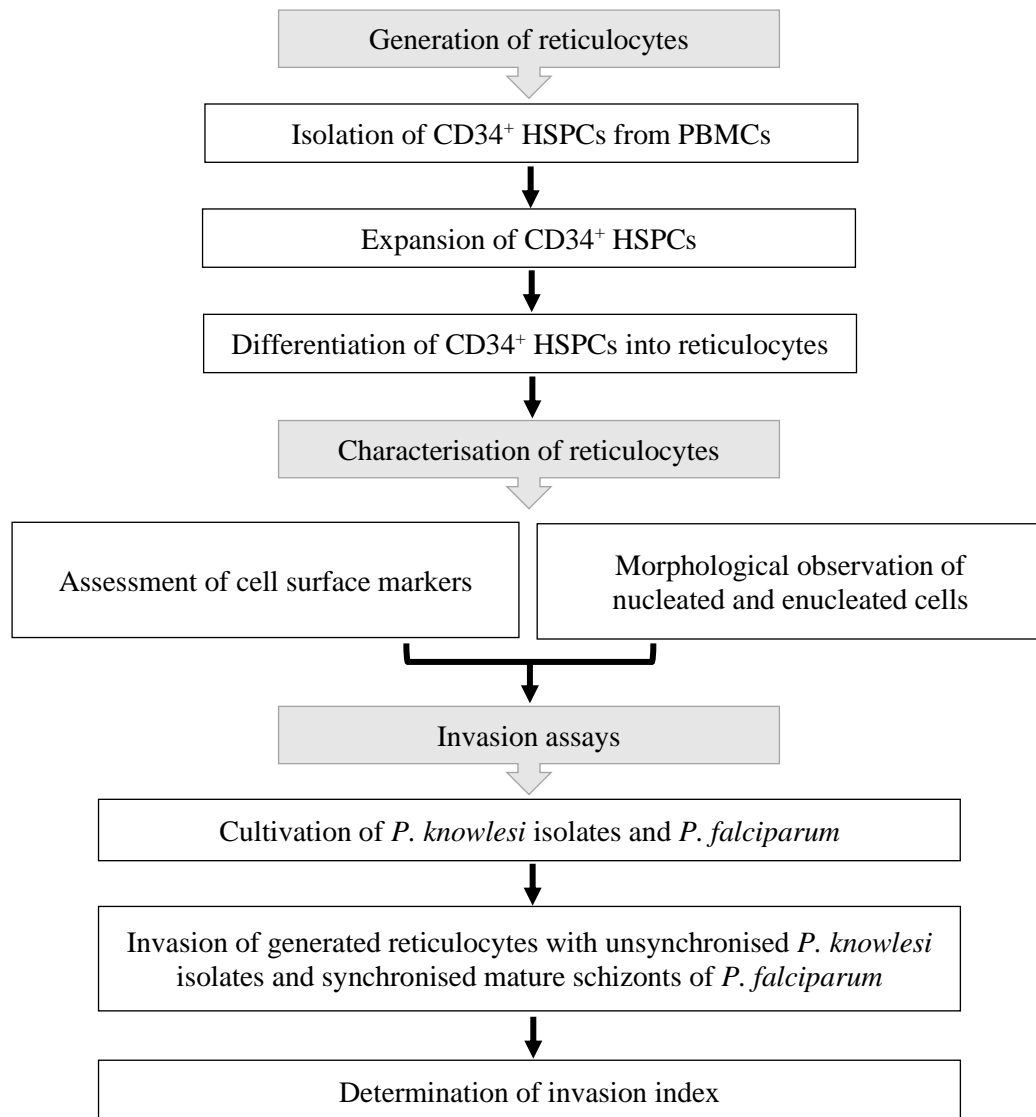 Generation of reticulocytes
Isolation of CD34⁺ HSPCs from PBMCs
Expansion of CD34⁺ HSPCs
Differentiation of CD34⁺ HSPCs into reticulocytes
Characterisation of reticulocytes
Assessment of cell surface markers
Morphological observation of
nucleated and enucleated cells
Invasion assays
Cultivation of P. knowlesi isolates and P. falciparum
Invasion of generated reticulocytes with unsynchronised P. knowlesi
isolates and synchronised mature schizonts of P. falciparum
Determination of invasion index